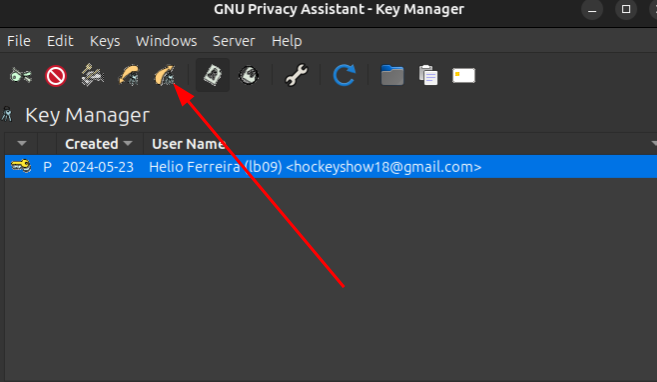 GNU Privacy Assistant - Key Manager
File Edit Keys Windows Server Help
Key Manager
Created User Name
P 2024-05-23 Helio Ferreira (lb09) <hockeyshow18@gmail.com>